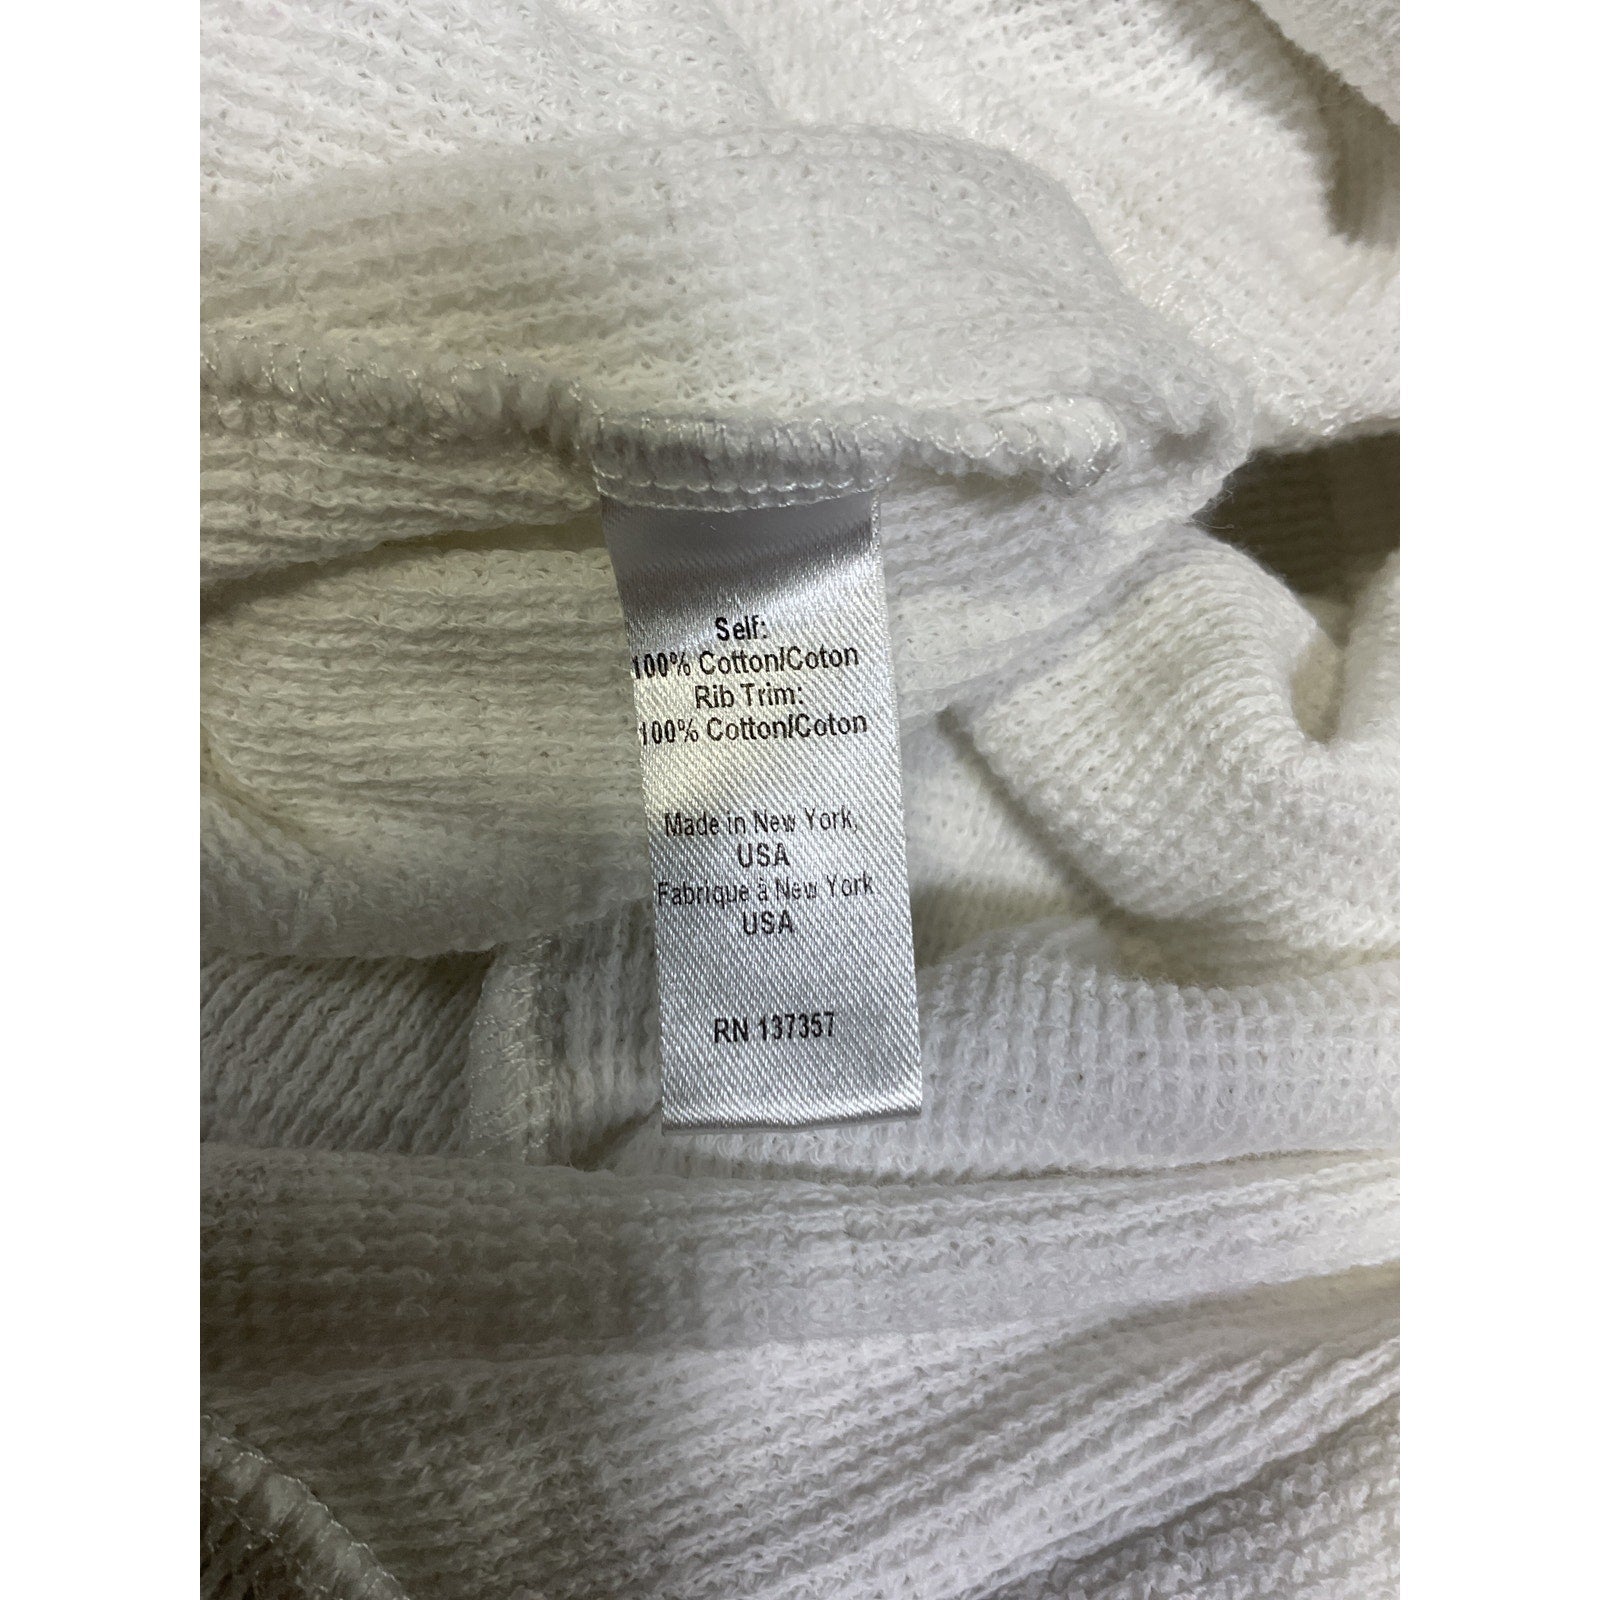 Self:
100% Cotton/Coton
Rib Trim:
100% Cotton/Coton
Made in New York,
USA
Fabrique à New York
USA
RN 137357